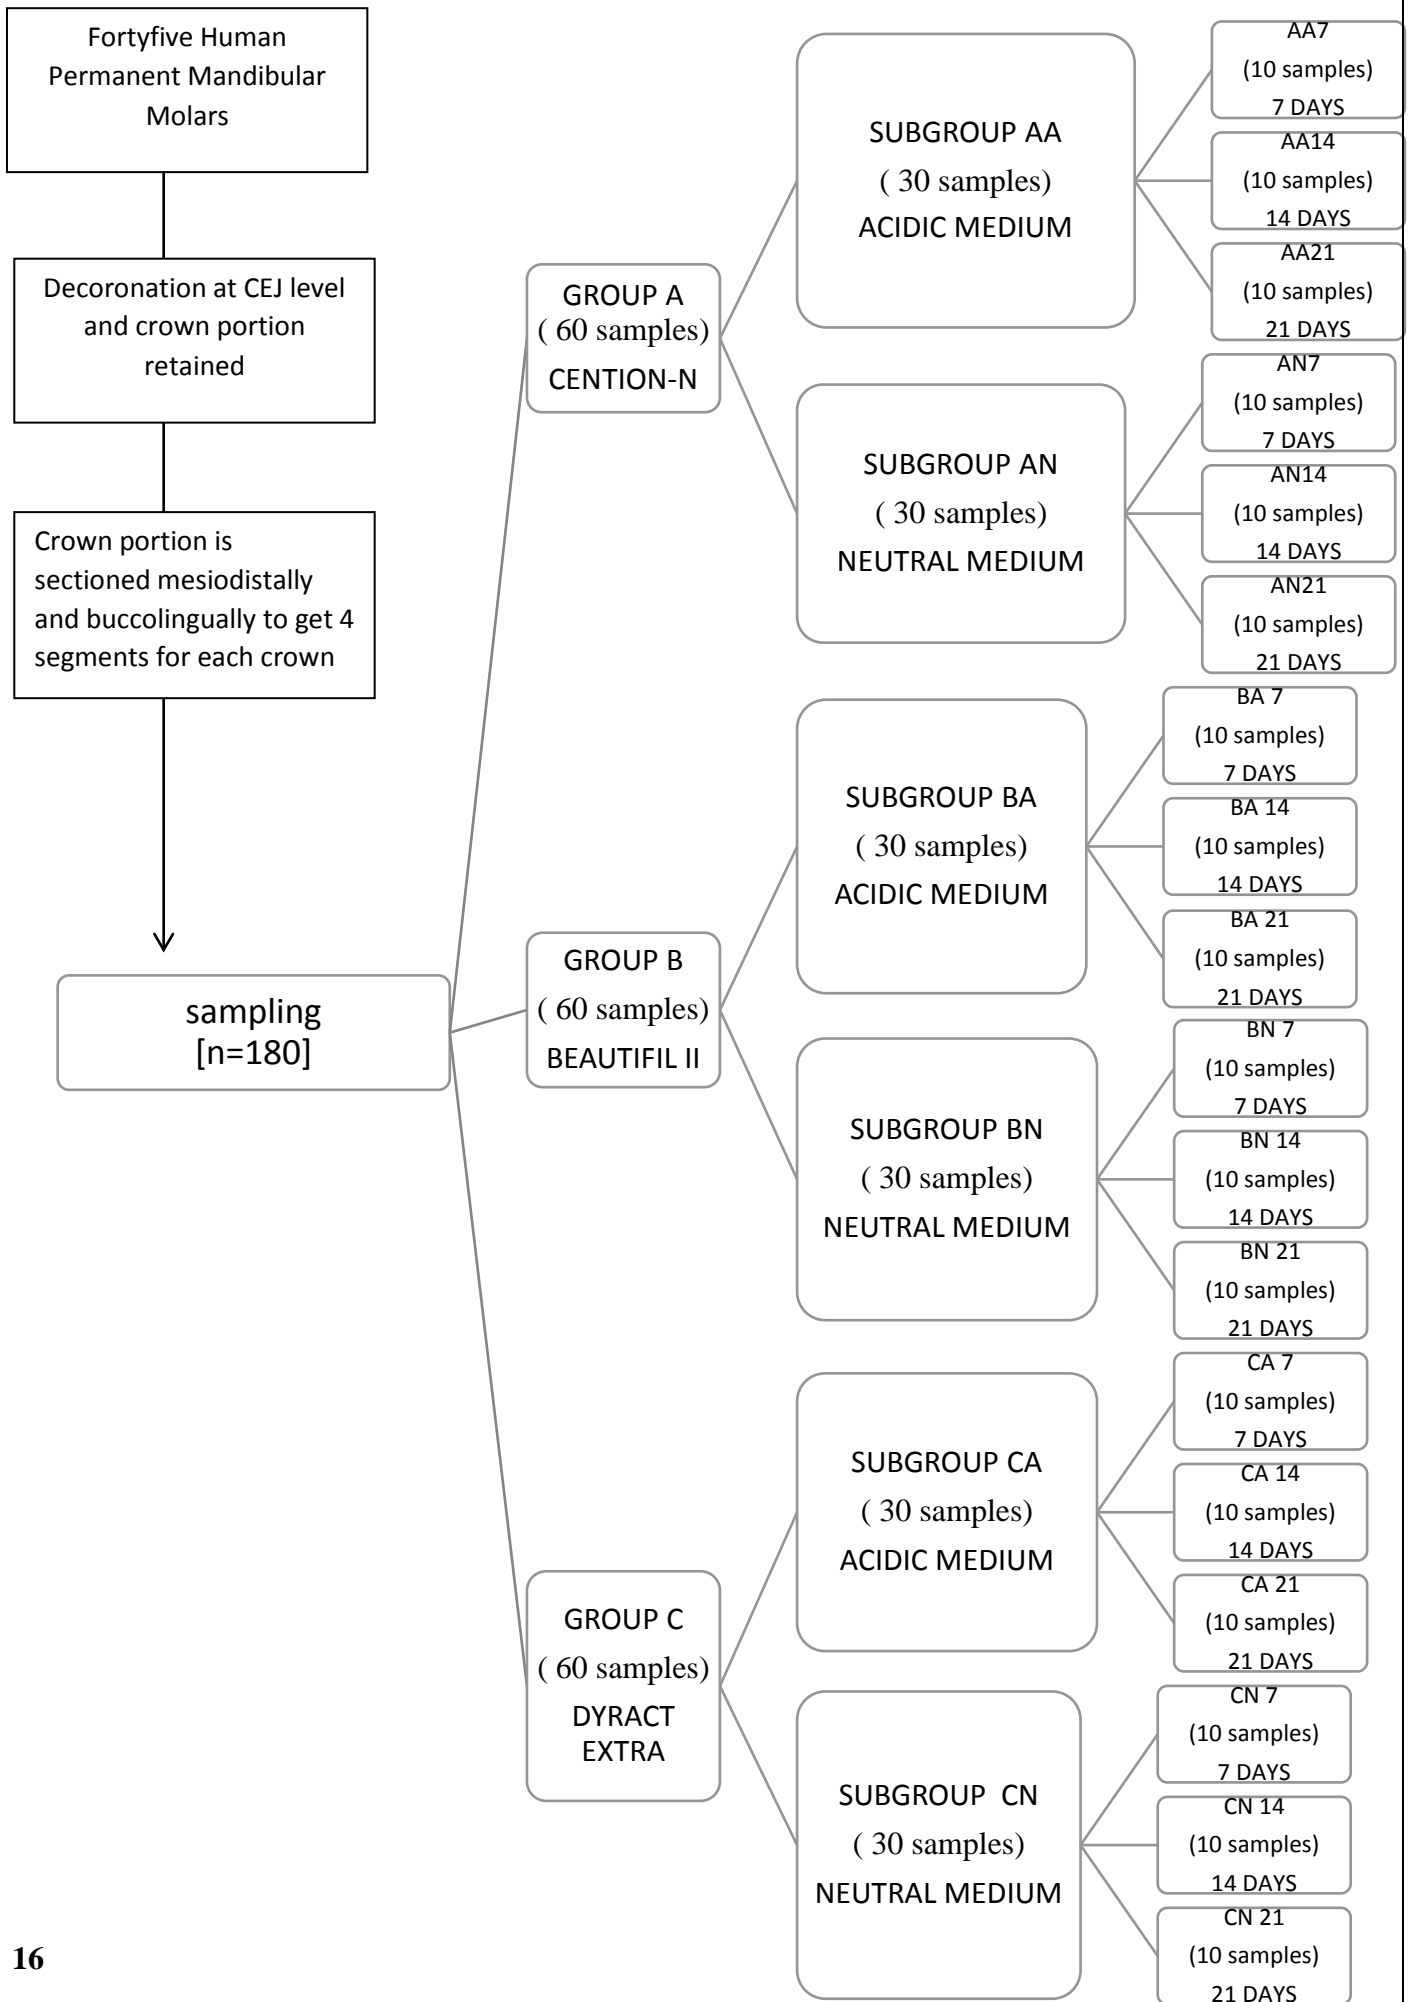 Fortyfive Human
Permanent Mandibular
Molars
Decoronation at CEJ level
and crown portion
retained
Crown portion is
sectioned mesiodistally
and buccolingually to get 4
segments for each crown
sampling
[n=180]
GROUP A
( 60 samples)
CENTION-N
SUBGROUP AA
( 30 samples)
ACIDIC MEDIUM
AA7
(10 samples)
7 DAYS
AA14
(10 samples)
14 DAYS
AA21
(10 samples)
21 DAYS
SUBGROUP AN
( 30 samples)
NEUTRAL MEDIUM
AN7
(10 samples)
7 DAYS
AN14
(10 samples)
14 DAYS
AN21
(10 samples)
21 DAYS
GROUP B
( 60 samples)
BEAUTIFIL II
SUBGROUP BA
( 30 samples)
ACIDIC MEDIUM
BA 7
(10 samples)
7 DAYS
BA 14
(10 samples)
14 DAYS
BA 21
(10 samples)
21 DAYS
SUBGROUP BN
( 30 samples)
NEUTRAL MEDIUM
BN 7
(10 samples)
7 DAYS
BN 14
(10 samples)
14 DAYS
BN 21
(10 samples)
21 DAYS
GROUP C
( 60 samples)
DYRACT
EXTRA
SUBGROUP CA
( 30 samples)
ACIDIC MEDIUM
CA 7
(10 samples)
7 DAYS
CA 14
(10 samples)
14 DAYS
CA 21
(10 samples)
21 DAYS
SUBGROUP  CN
( 30 samples)
NEUTRAL MEDIUM
CN 7
(10 samples)
7 DAYS
CN 14
(10 samples)
14 DAYS
CN 21
(10 samples)
21 DAYS
16